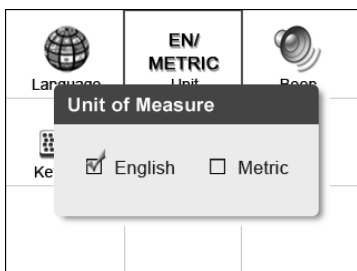 EN/
METRIC
Language
Unit
Beep
Unit of Measure
English
Metric
Ke